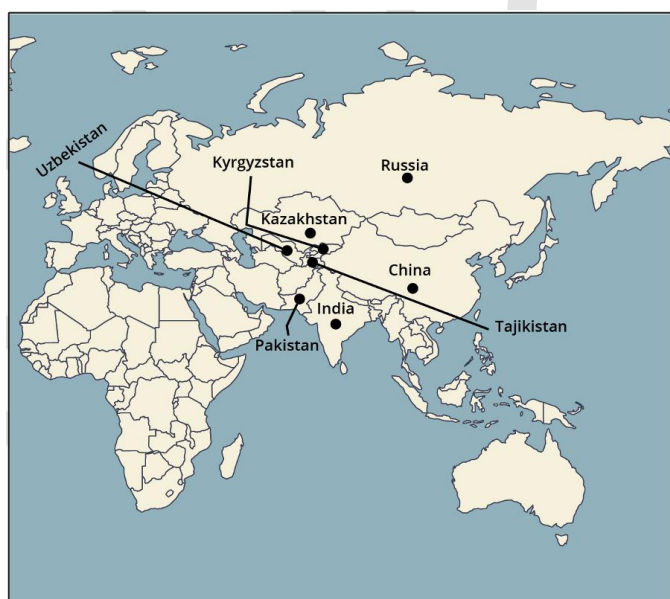 Uzbekistan
Kyrgyzstan
Russia
Kazakhstan
China
India
Tajikistan
Pakistan